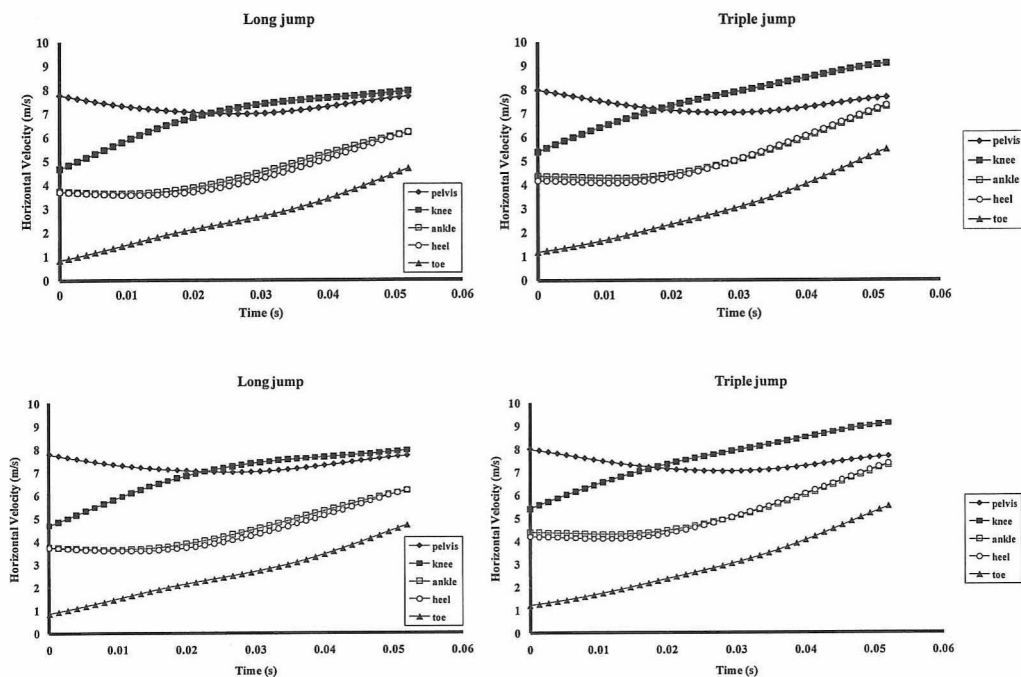 Long jump
Horizontal Velocity (m/s)
10
9
8
7
6
5
4
3
2
1
0
0
0.01
0.02
0.03
0.04
0.05
0.06
Time (s)
pelvis
knee
ankle
heel
toe
Triple jump
Horizontal Velocity (m/s)
10
9
8
7
6
5
4
3
2
1
0
0
0.01
0.02
0.03
0.04
0.05
0.06
Time (s)
pelvis
knee
ankle
heel
toe
Long jump
Horizontal Velocity (m/s)
10
9
8
7
6
5
4
3
2
1
0
0
0.01
0.02
0.03
0.04
0.05
0.06
Time (s)
pelvis
knee
ankle
heel
toe
Triple jump
Horizontal Velocity (m/s)
10
9
8
7
6
5
4
3
2
1
0
0
0.01
0.02
0.03
0.04
0.05
0.06
Time (s)
pelvis
knee
ankle
heel
toe